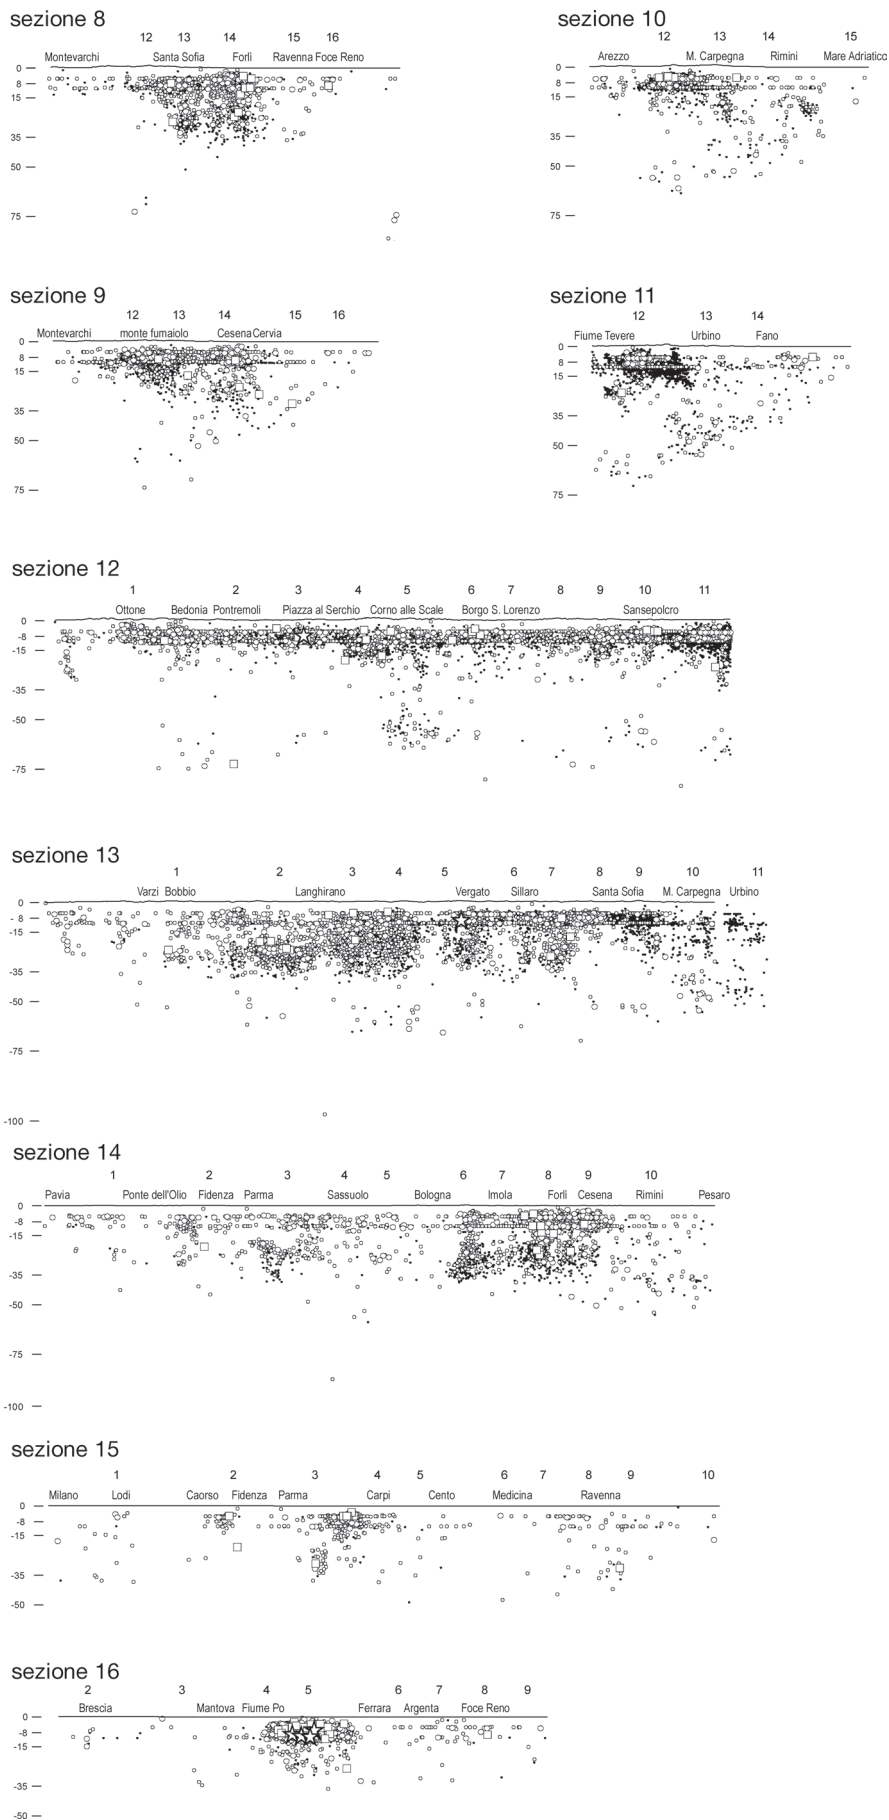 sezione 8
12 13 14 15 16
Montevarchi Santa Sofia Forlì Ravenna Foce Reno
0
8
15
35
50
75
sezione 10
12 13 14 15
Arezzo M. Carpegna Rimini Mare Adriatico
0
8
15
35
50
75
sezione 9
12 13 14 15 16
Montevarchi monte fumaiolo Cesena Cervia
0
8
15
35
50
75
sezione 11
12 13 14
Fiume Tevere Urbino Fano
0
8
15
35
50
75
sezione 12
1 2 3 4 5 6 7 8 9 10 11
Ottone Bedonia Pontremoli Piazza al Serchio Corno alle Scale Borgo S. Lorenzo Sansepolcro
0
-8
-15
-35
-50
-75
sezione 13
1 2 3 4 5 6 7 8 9 10 11
Varzi Bobbio Langhirano Vergato Sillaro Santa Sofia M. Carpegna Urbino
0
- 8
-15
-35
-50
-75
-100
sezione 14
1 2 3 4 5 6 7 8 9 10
Pavia Ponte dell'Olio Fidenza Parma Sassuolo Bologna Imola Forlì Cesena Rimini Pesaro
0
-8
-15
-35
-50
-75
-100
sezione 15
1 2 3 4 5 6 7 8 9 10
Milano Lodi Caorso Fidenza Parma Carpi Cento Medicina Ravenna
0
-8
-15
-35
-50
sezione 16
2 3 4 5 6 7 8 9
Brescia Mantova Fiume Po Ferrara Argenta Foce Reno
0
-8
-15
-35
-50